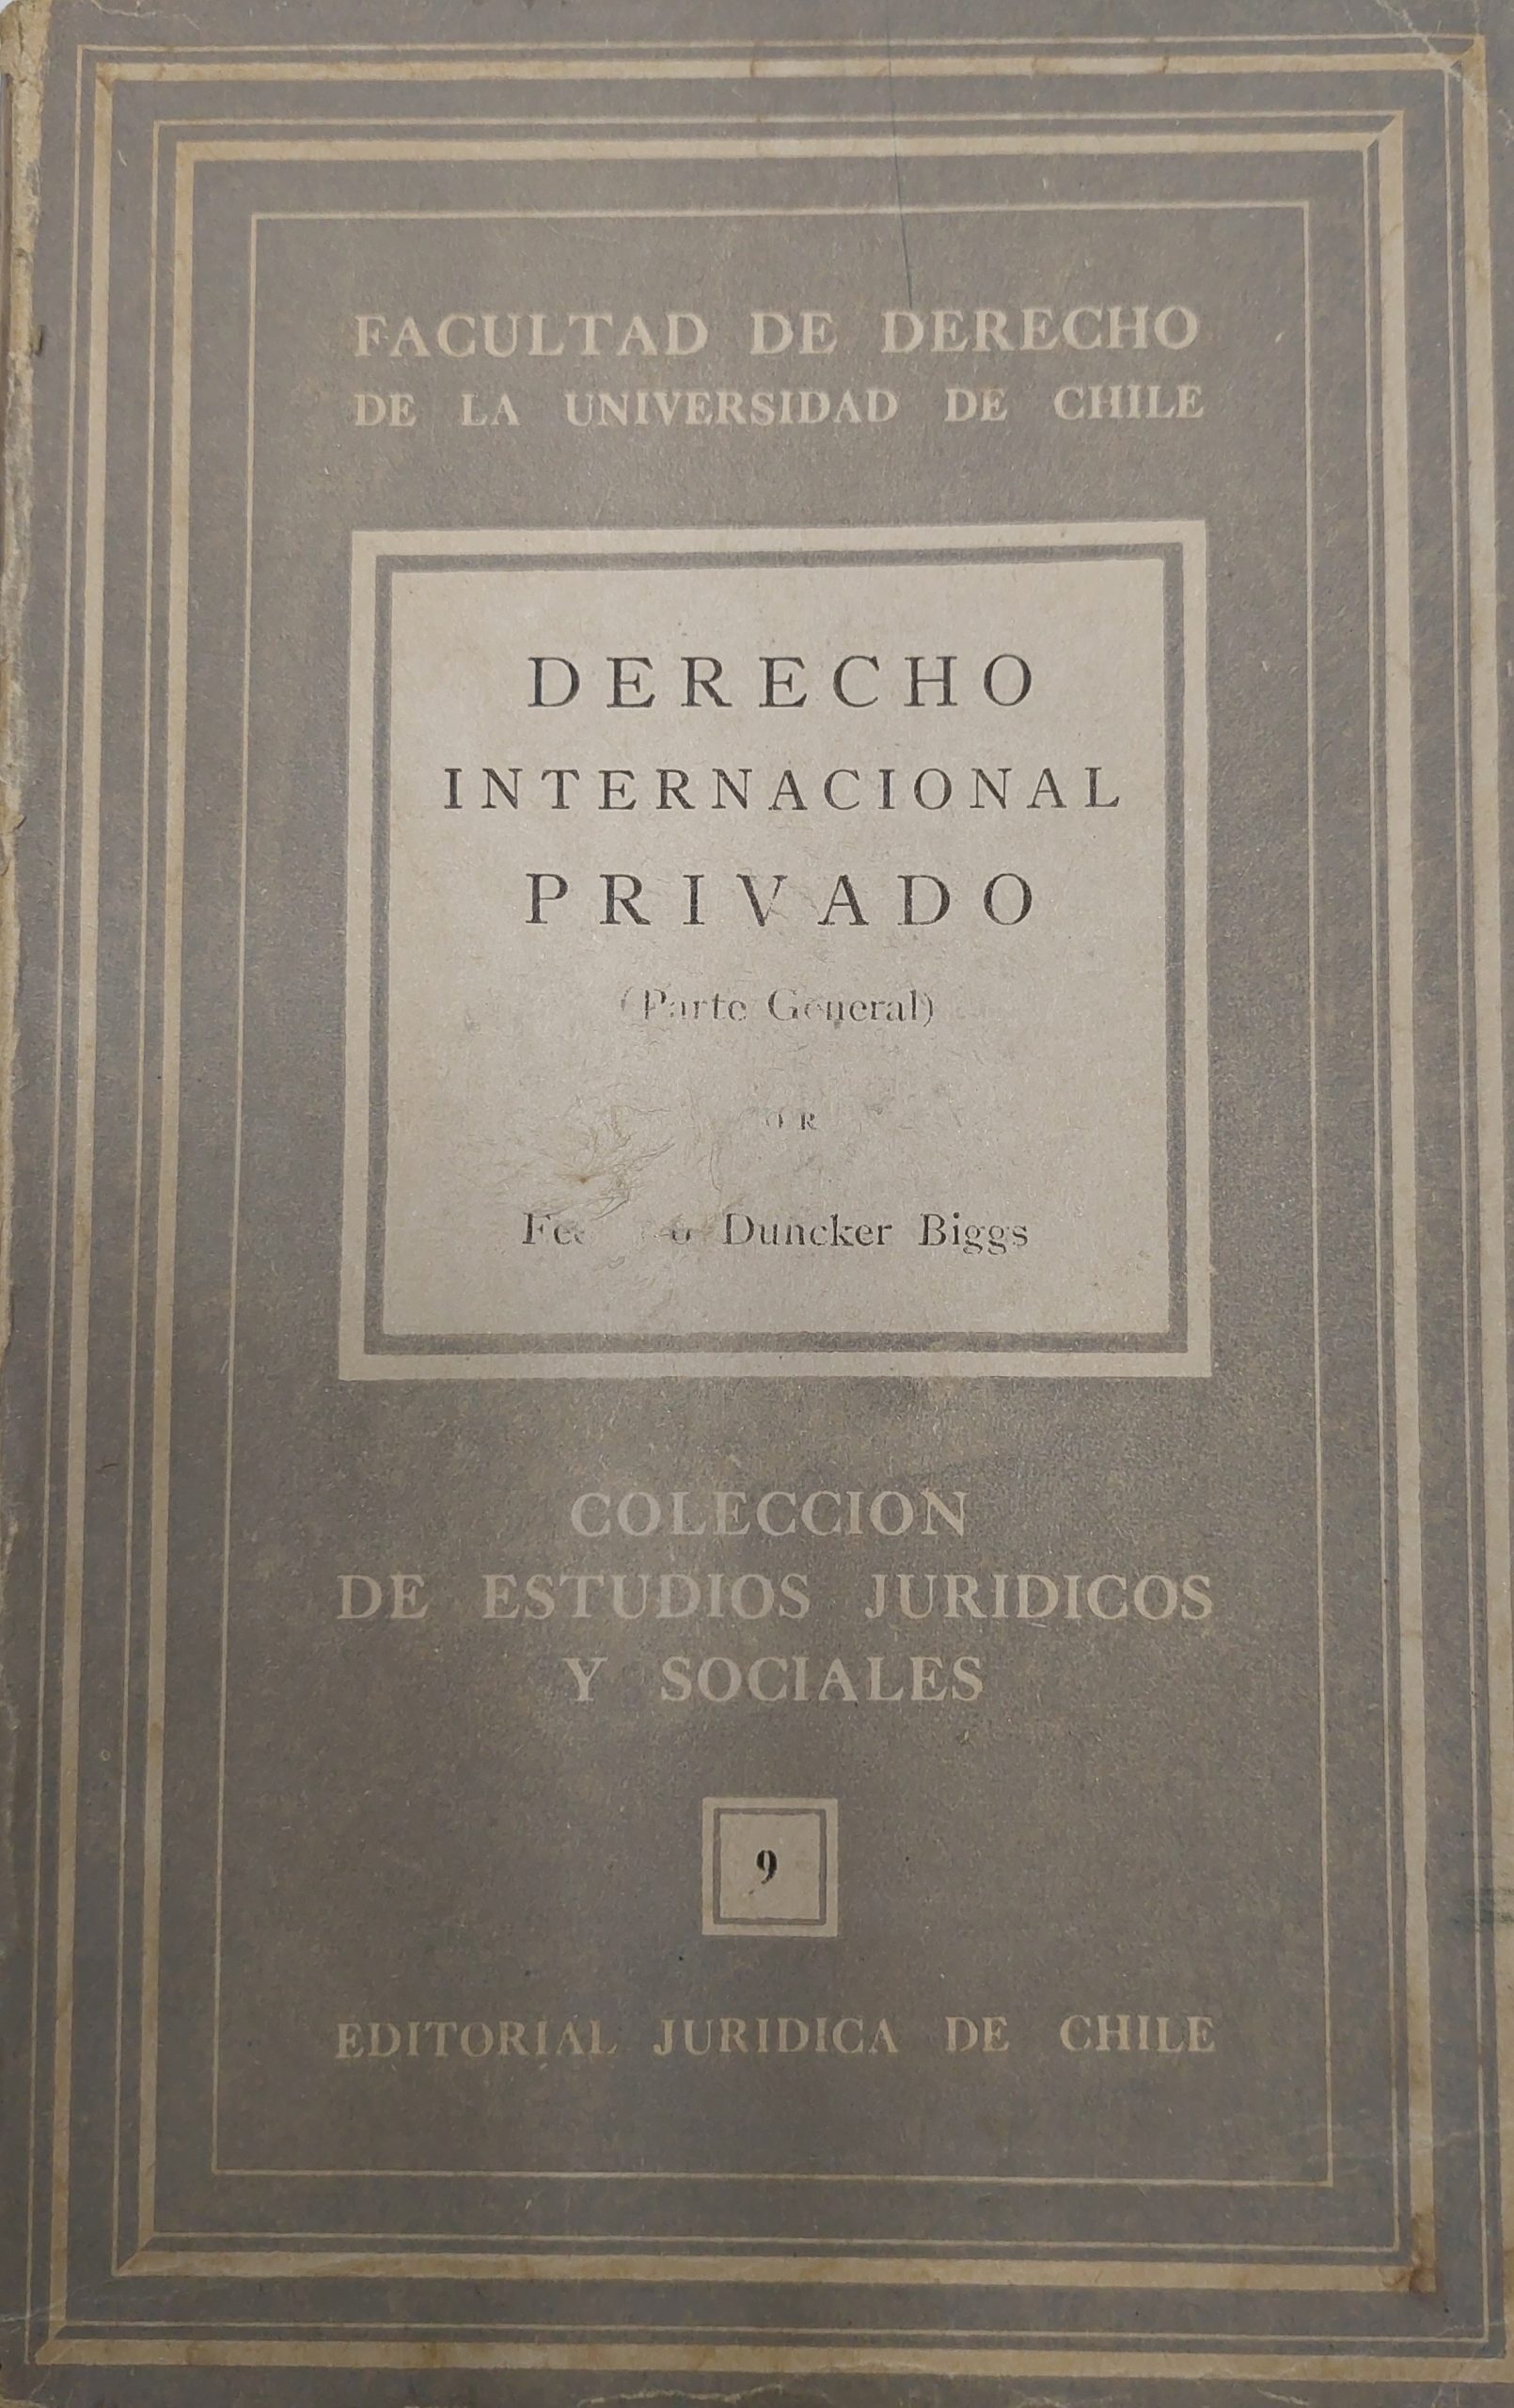 FACULTAD DE DERECHO
DE LA UNIVERSIDAD DE CHILE
DERECHO
INTERNACIONAL
PRIVADO
(Parte General)
Duncker Biggs
COLECCION
DE ESTUDIOS JURIDICOS
Y SOCIALES
9
EDITORIAL JURIDICA DE CHILE